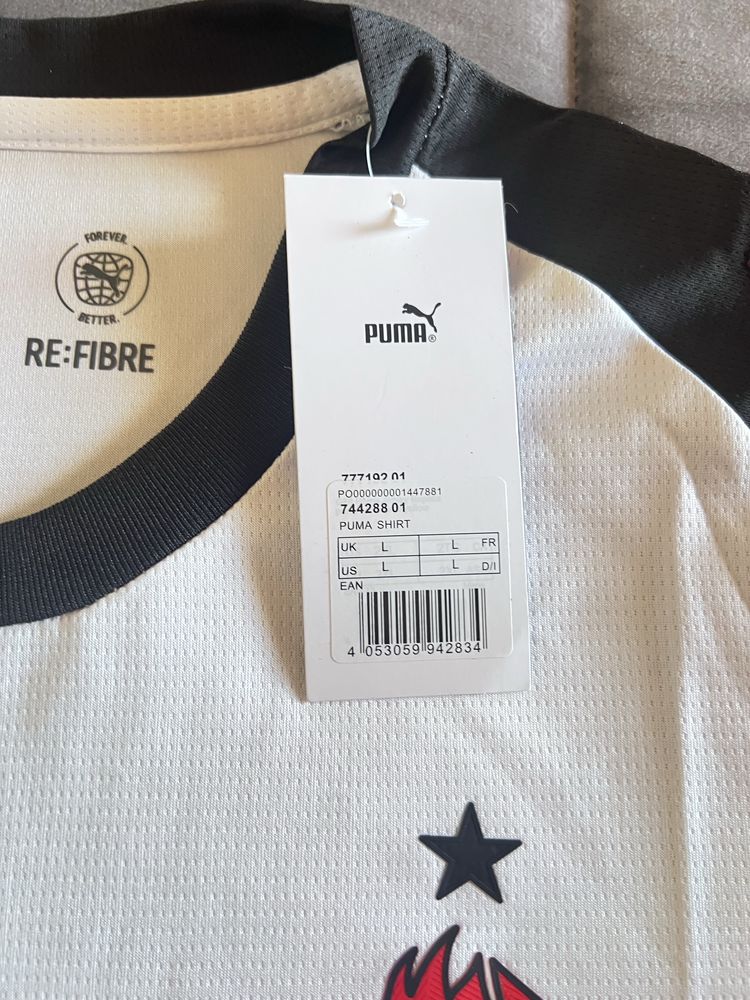 FOREVER.
BETTER.
RE:FIBRE
PUMA®
777192 01
PO000000001447881
744288 01
PUMA SHIRT
UK L L FR
US L L D/I
EAN
4 053059 942834